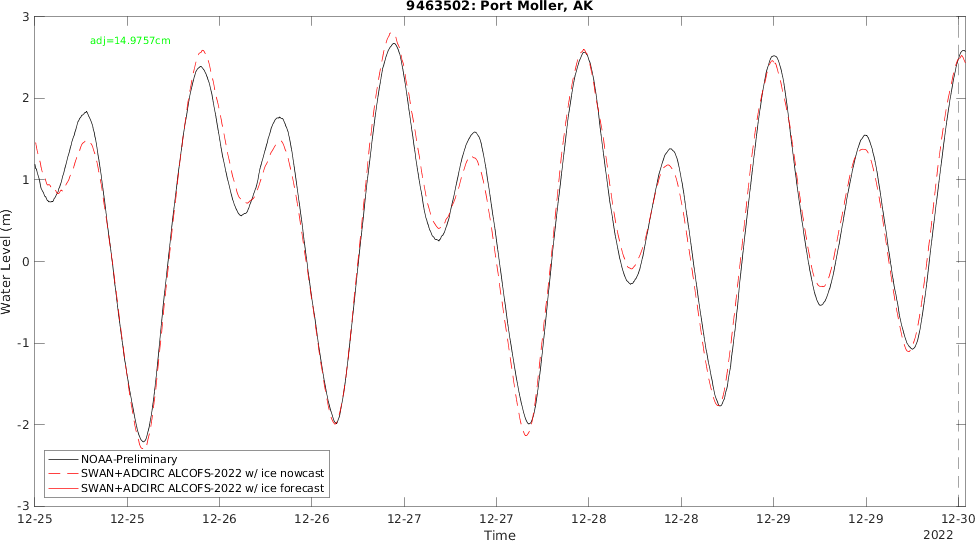 9463502: Port Moller, AK
adj=14.9757cm
3
2
1
0
-1
-2
-3
Water Level (m)
NOAA-Preliminary
SWAN+ADCIRC ALCOFS-2022 w/ ice nowcast
SWAN+ADCIRC ALCOFS-2022 w/ ice forecast
12-25 12-25 12-26 12-26 12-27 12-27 12-28 12-28 12-29 12-29 12-30
Time
2022